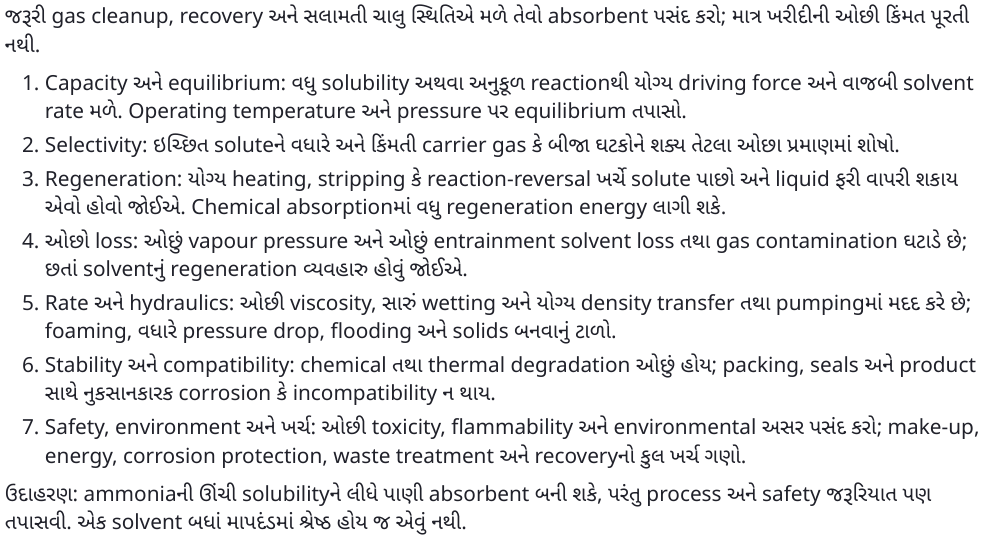 જરૂરી gas cleanup, recovery અને સલામતી ચાલુ સ્થિતિએ મળે તેવો absorbent પસંદ કરો; માત્ર ખરીદીની ઓછી કિંમત પૂરતી
નથી.
1. Capacity અને equilibrium: વધુ solubility અથવા અનુકૂળ reactionથી યોગ્ય driving force અને વાજબી solvent
rate મળે. Operating temperature અને pressure પર equilibrium તપાસો.
2. Selectivity: ઇચ્છિત soluteને વધારે અને કિંમતી carrier gas કે બીજા ઘટકોને શક્ય તેટલા ઓછા પ્રમાણમાં શોષો.
3. Regeneration: યોગ્ય heating, stripping કે reaction-reversal ખર્ચે solute પાછો અને liquid ફરી વાપરી શકાય
એવો હોવો જોઈએ. Chemical absorptionમાં વધુ regeneration energy લાગી શકે.
4. ઓછો loss: ઓછું vapour pressure અને ઓછું entrainment solvent loss તથા gas contamination ઘટાડે છે;
છતાં solventનું regeneration વ્યવહારુ હોવું જોઈએ.
5. Rate અને hydraulics: ઓછી viscosity, સારું wetting અને યોગ્ય density transfer તથા pumpingમાં મદદ કરે છે;
foaming, વધારે pressure drop, flooding અને solids બનવાનું ટાળો.
6. Stability અને compatibility: chemical તથા thermal degradation ઓછું હોય; packing, seals અને product
સાથે નુકસાનકારક corrosion કે incompatibility ન થાય.
7. Safety, environment અને ખર્ચ: ઓછી toxicity, flammability અને environmental અસર પસંદ કરો; make-up,
energy, corrosion protection, waste treatment અને recoveryનો કુલ ખર્ચ ગણો.
ઉદાહરણ: ammoniaની ઊંચી solubilityને લીધે પાણી absorbent બની શકે, પરંતુ process અને safety જરૂરિયાત પણ
તપાસવી. એક solvent બધાં માપદંડમાં શ્રેષ્ઠ હોય જ એવું નથી.